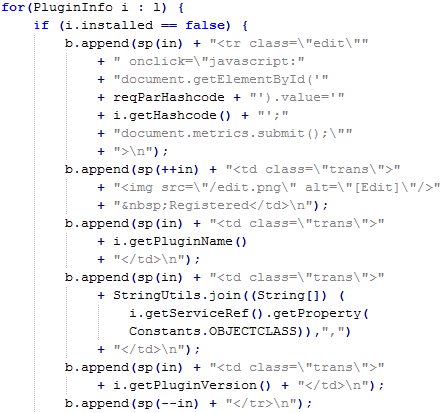 for(PluginInfo i : l) {
    if (i.installed == false) {
        b.append(sp(in) + "<tr class=\"edit\""
            + " onclick=\"javascript:"
            + "document.getElementById('"
            + reqParHashcode + "').value='"
            + i.getHashcode() + "';"
            + "document.metrics.submit();\""
            + ">\n");
        b.append(sp(++in) + "<td class=\"trans\">"
            + "<img src=\"/edit.png\" alt=\"[Edit]\"/>"
            + "&nbsp;Registered</td>\n");
        b.append(sp(in) + "<td class=\"trans\">"
            + i.getPluginName()
            + "</td>\n");
        b.append(sp(in) + "<td class=\"trans\">"
            + StringUtils.join((String[]) (
                i.getServiceRef().getProperty(
                Constants.OBJECTCLASS)),",")
            + "</td>\n");
        b.append(sp(in) + "<td class=\"trans\">"
            + i.getPluginVersion() + "</td>\n");
        b.append(sp(--in) + "</tr>\n");